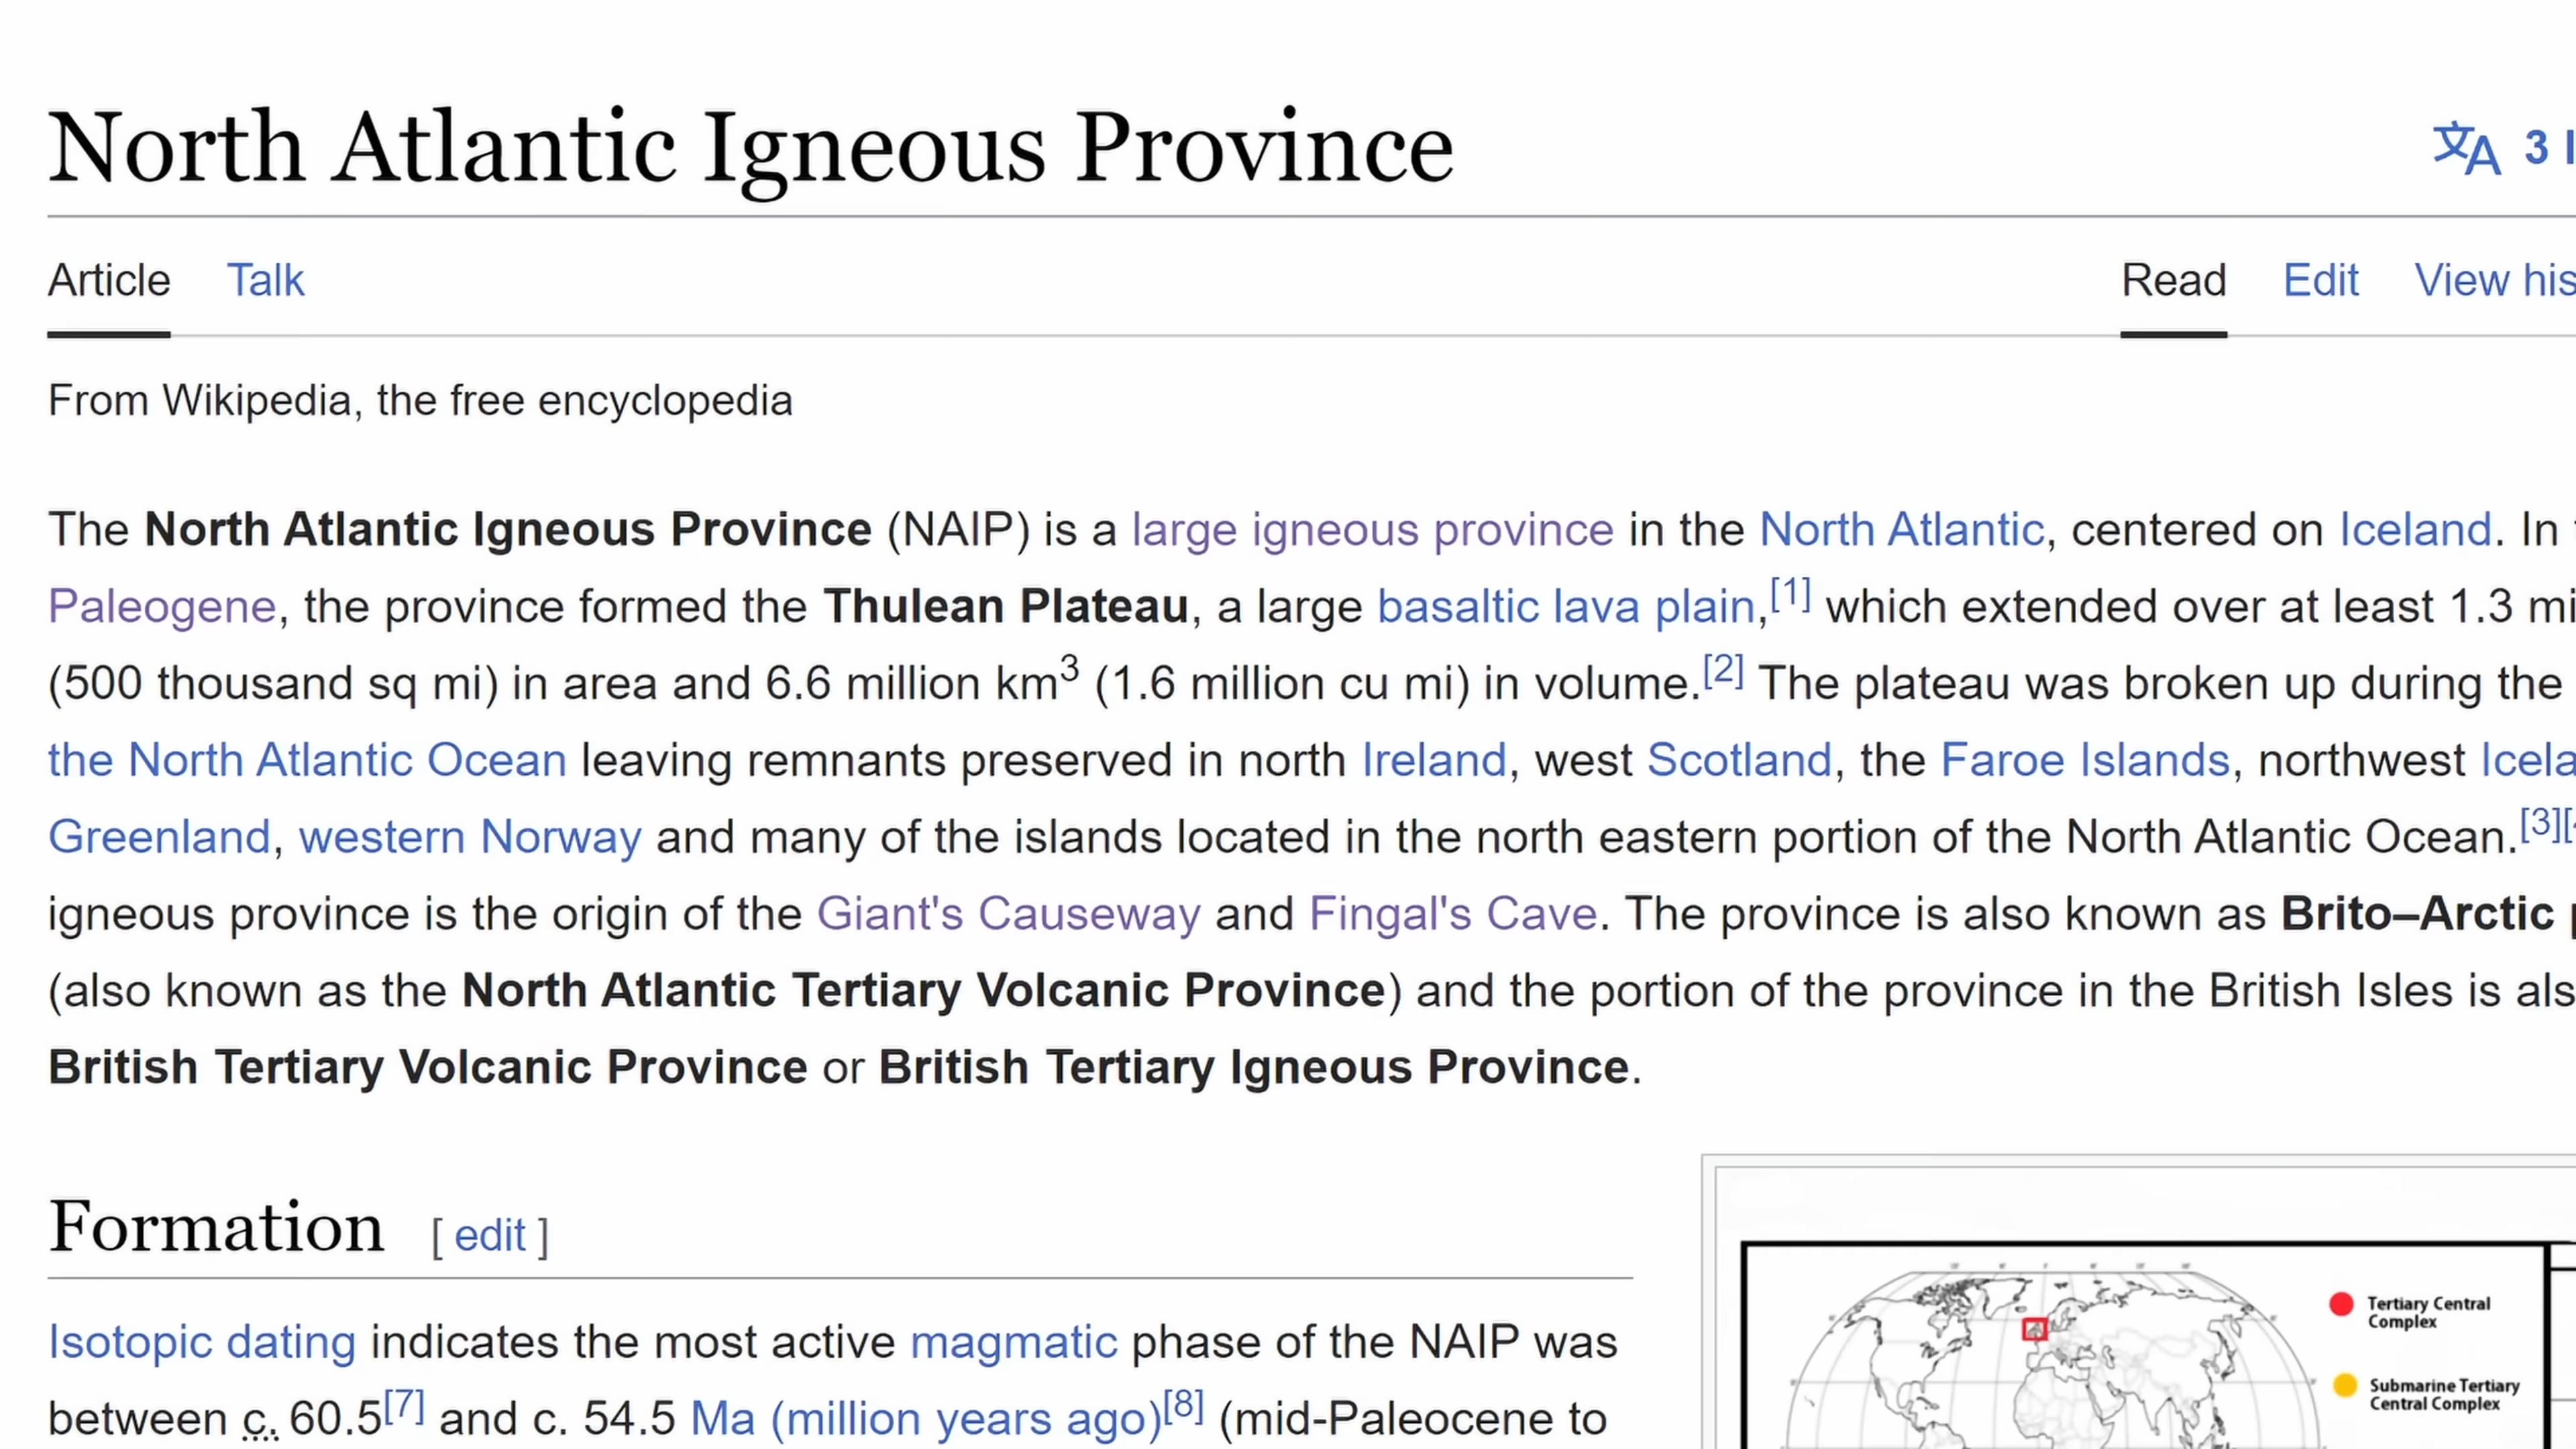 North Atlantic Igneous Province
文A 3
Article Talk Read Edit View his
From Wikipedia, the free encyclopedia
The North Atlantic Igneous Province (NAIP) is a large igneous province in the North Atlantic, centered on Iceland. In
Paleogene, the province formed the Thulean Plateau, a large basaltic lava plain,[1] which extended over at least 1.3 mi
(500 thousand sq mi) in area and 6.6 million km3 (1.6 million cu mi) in volume.[2] The plateau was broken up during the
the North Atlantic Ocean leaving remnants preserved in north Ireland, west Scotland, the Faroe Islands, northwest Icela
Greenland, western Norway and many of the islands located in the north eastern portion of the North Atlantic Ocean.[3][
igneous province is the origin of the Giant's Causeway and Fingal's Cave. The province is also known as Brito–Arctic
(also known as the North Atlantic Tertiary Volcanic Province) and the portion of the province in the British Isles is als
British Tertiary Volcanic Province or British Tertiary Igneous Province.
Formation [ edit ]
Isotopic dating indicates the most active magmatic phase of the NAIP was
between c. 60.5[7] and c. 54.5 Ma (million years ago)[8] (mid-Paleocene to
Tertiary Central
Complex
Submarine Tertiary
Central Complex